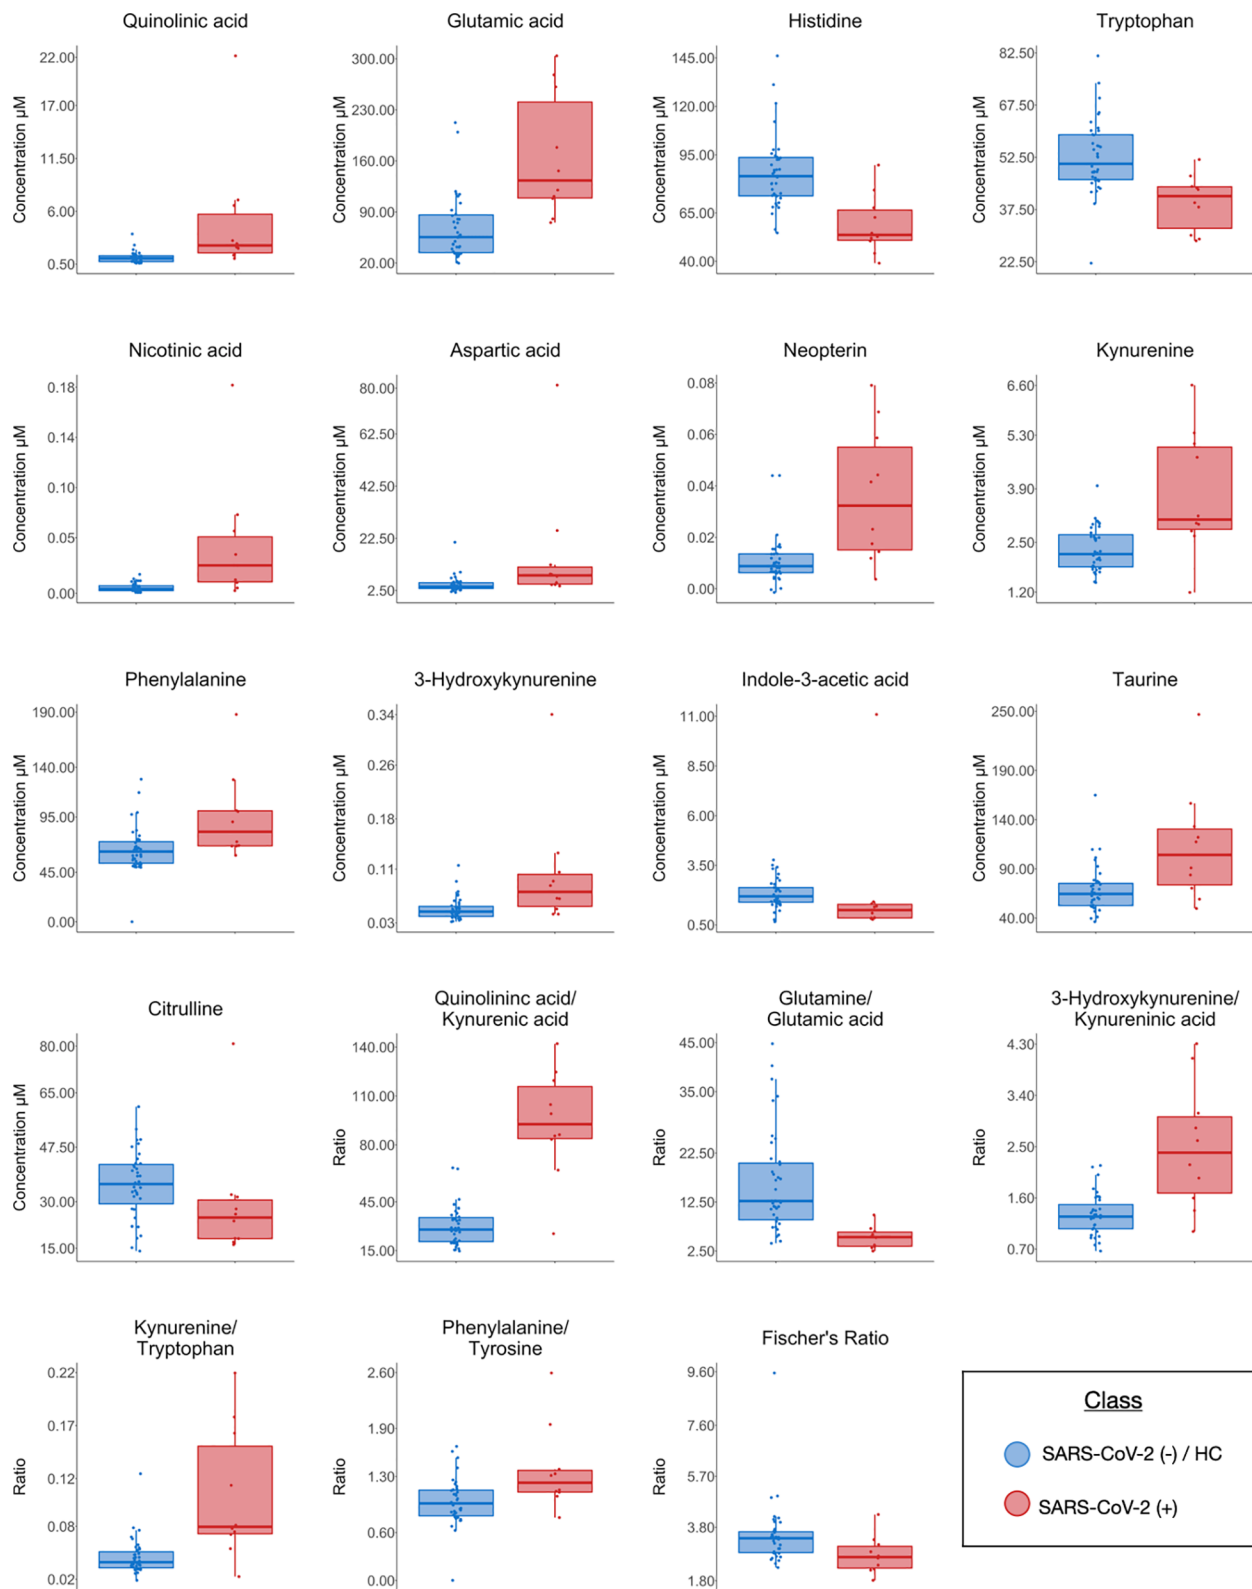 Quinolinic acid
Glutamic acid
Histidine
Tryptophan
Concentration µM
22.00
17.00
11.50
6.00
0.50
Concentration µM
300.00
230.00
160.00
90.00
20.00
Concentration µM
145.00
120.00
95.00
65.00
40.00
Concentration µM
82.50
67.50
52.50
37.50
22.50
Nicotinic acid
Aspartic acid
Neopterin
Kynurenine
Concentration µM
0.18
0.14
0.10
0.05
0.00
Concentration µM
80.00
62.50
42.50
22.50
2.50
Concentration µM
0.08
0.06
0.04
0.02
0.00
Concentration µM
6.60
5.30
3.90
2.50
1.20
Phenylalanine
3-Hydroxykynurenine
Indole-3-acetic acid
Taurine
Concentration µM
190.00
140.00
95.00
45.00
0.00
Concentration µM
0.34
0.26
0.18
0.11
0.03
Concentration µM
11.00
8.50
6.00
3.50
0.50
Concentration µM
250.00
190.00
140.00
90.00
40.00
Citrulline
Quinolininc acid/
Kynurenic acid
Glutamine/
Glutamic acid
3-Hydroxykynurenine/
Kynureninic acid
Concentration µM
80.00
65.00
47.50
30.00
15.00
Ratio
140.00
110.00
80.00
45.00
15.00
Ratio
45.00
35.00
22.50
12.50
2.50
Ratio
4.30
3.40
2.50
1.60
0.70
Kynurenine/
Tryptophan
Phenylalanine/
Tyrosine
Fischer's Ratio
Ratio
0.22
0.17
0.12
0.08
0.02
Ratio
2.60
1.90
1.30
0.60
0.00
Ratio
9.60
7.60
5.70
3.80
1.80
Class
SARS-CoV-2 (-) / HC
SARS-CoV-2 (+)